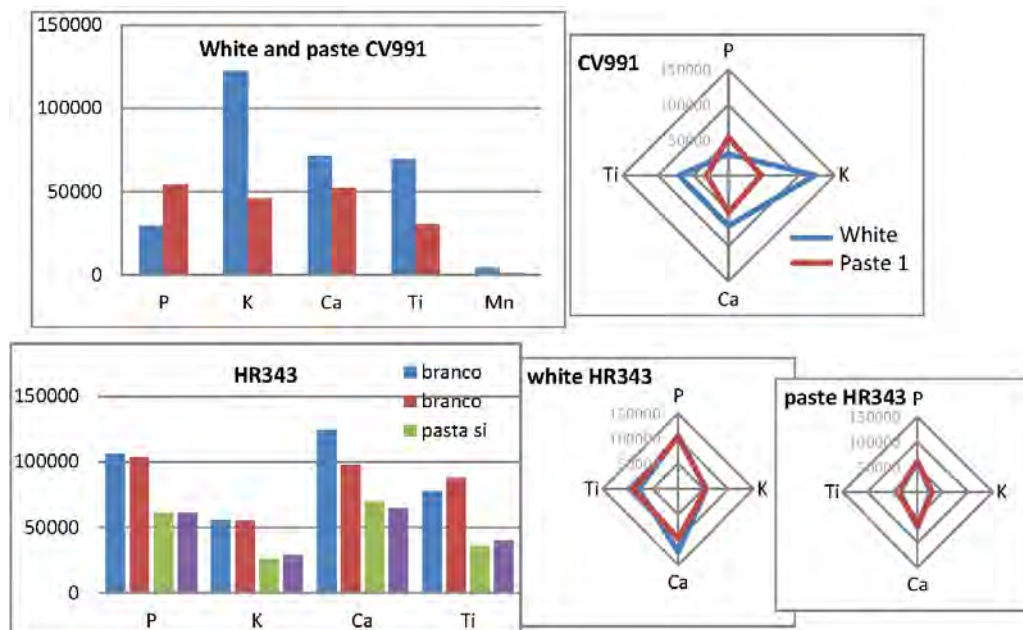 White and paste CV991
150000
100000
50000
0
P K Ca Ti Mn
CV991
P
150000
100000
50000
Ti
K
Ca
White
Paste 1
HR343
150000
100000
50000
0
P K Ca Ti
branco
branco
pasta si
white HR343
P
150000
100000
50000
Ti
K
Ca
paste HR343
P
150000
100000
50000
Ti
K
Ca